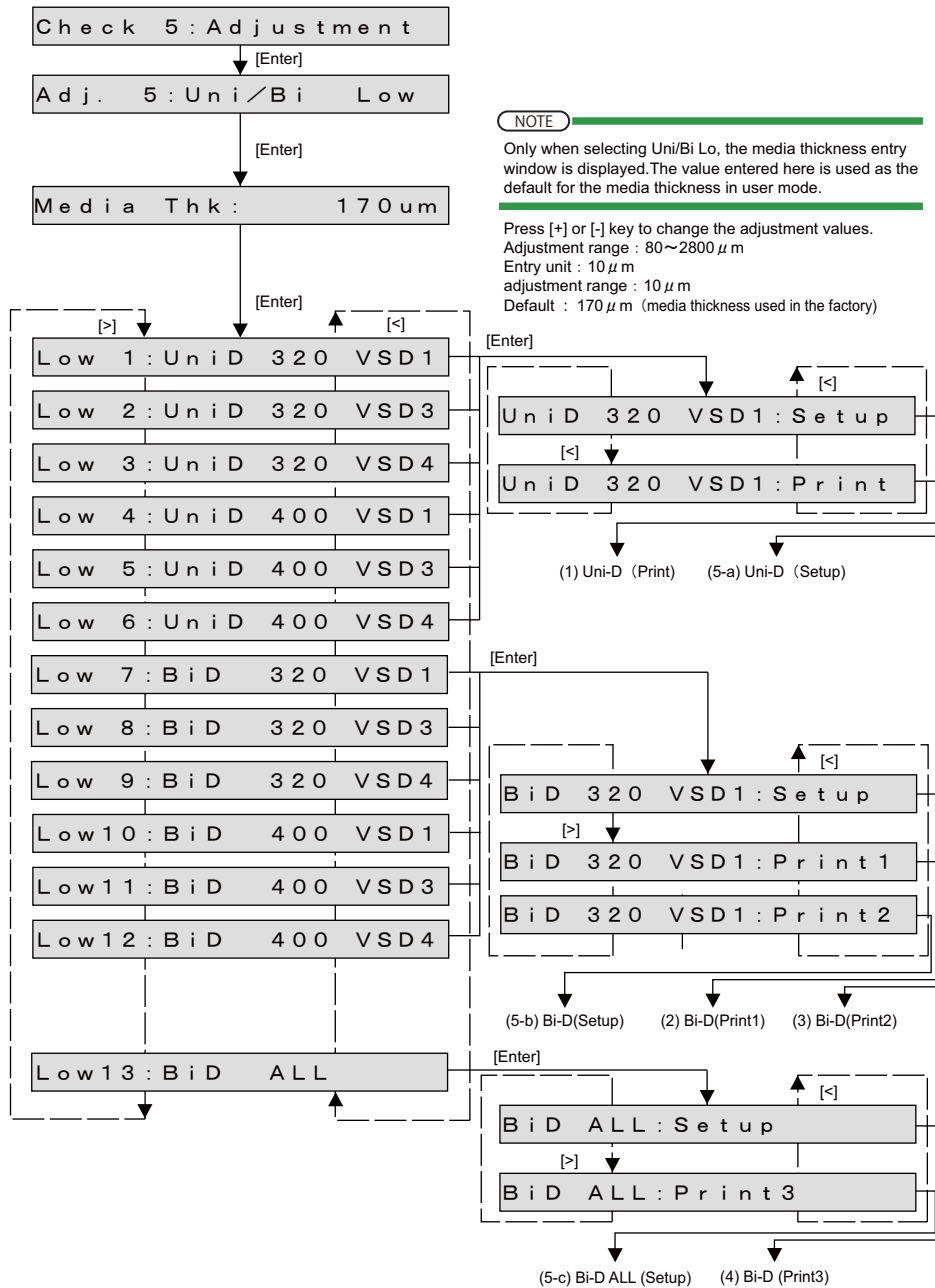 Check 5:Adjustment
[Enter]
Adj. 5:Uni/Bi Low
[Enter]
Media Thk: 170um
NOTE
Only when selecting Uni/Bi Lo, the media thickness entry
window is displayed.The value entered here is used as the
default for the media thickness in user mode.
Press [+] or [-] key to change the adjustment values.
Adjustment range : 80～2800 μ m
Entry unit : 10 μ m
adjustment range : 10 μ m
Default : 170 μ m (media thickness used in the factory)
[Enter]
[>]
[<]
Low 1:UniD 320 VSD1
Low 2:UniD 320 VSD3
Low 3:UniD 320 VSD4
Low 4:UniD 400 VSD1
Low 5:UniD 400 VSD3
Low 6:UniD 400 VSD4
Low 7:BiD 320 VSD1
Low 8:BiD 320 VSD3
Low 9:BiD 320 VSD4
Low10:BiD 400 VSD1
Low11:BiD 400 VSD3
Low12:BiD 400 VSD4
Low13:BiD ALL
[Enter]
[<]
UniD 320 VSD1:Setup
[<]
UniD 320 VSD1:Print
(1) Uni-D (Print)
(5-a) Uni-D (Setup)
[Enter]
[<]
BiD 320 VSD1:Setup
[>]
BiD 320 VSD1:Print1
BiD 320 VSD1:Print2
(5-b) Bi-D(Setup)
(2) Bi-D(Print1)
(3) Bi-D(Print2)
[Enter]
[<]
BiD ALL:Setup
[>]
BiD ALL:Print3
(5-c) Bi-D ALL (Setup)
(4) Bi-D (Print3)